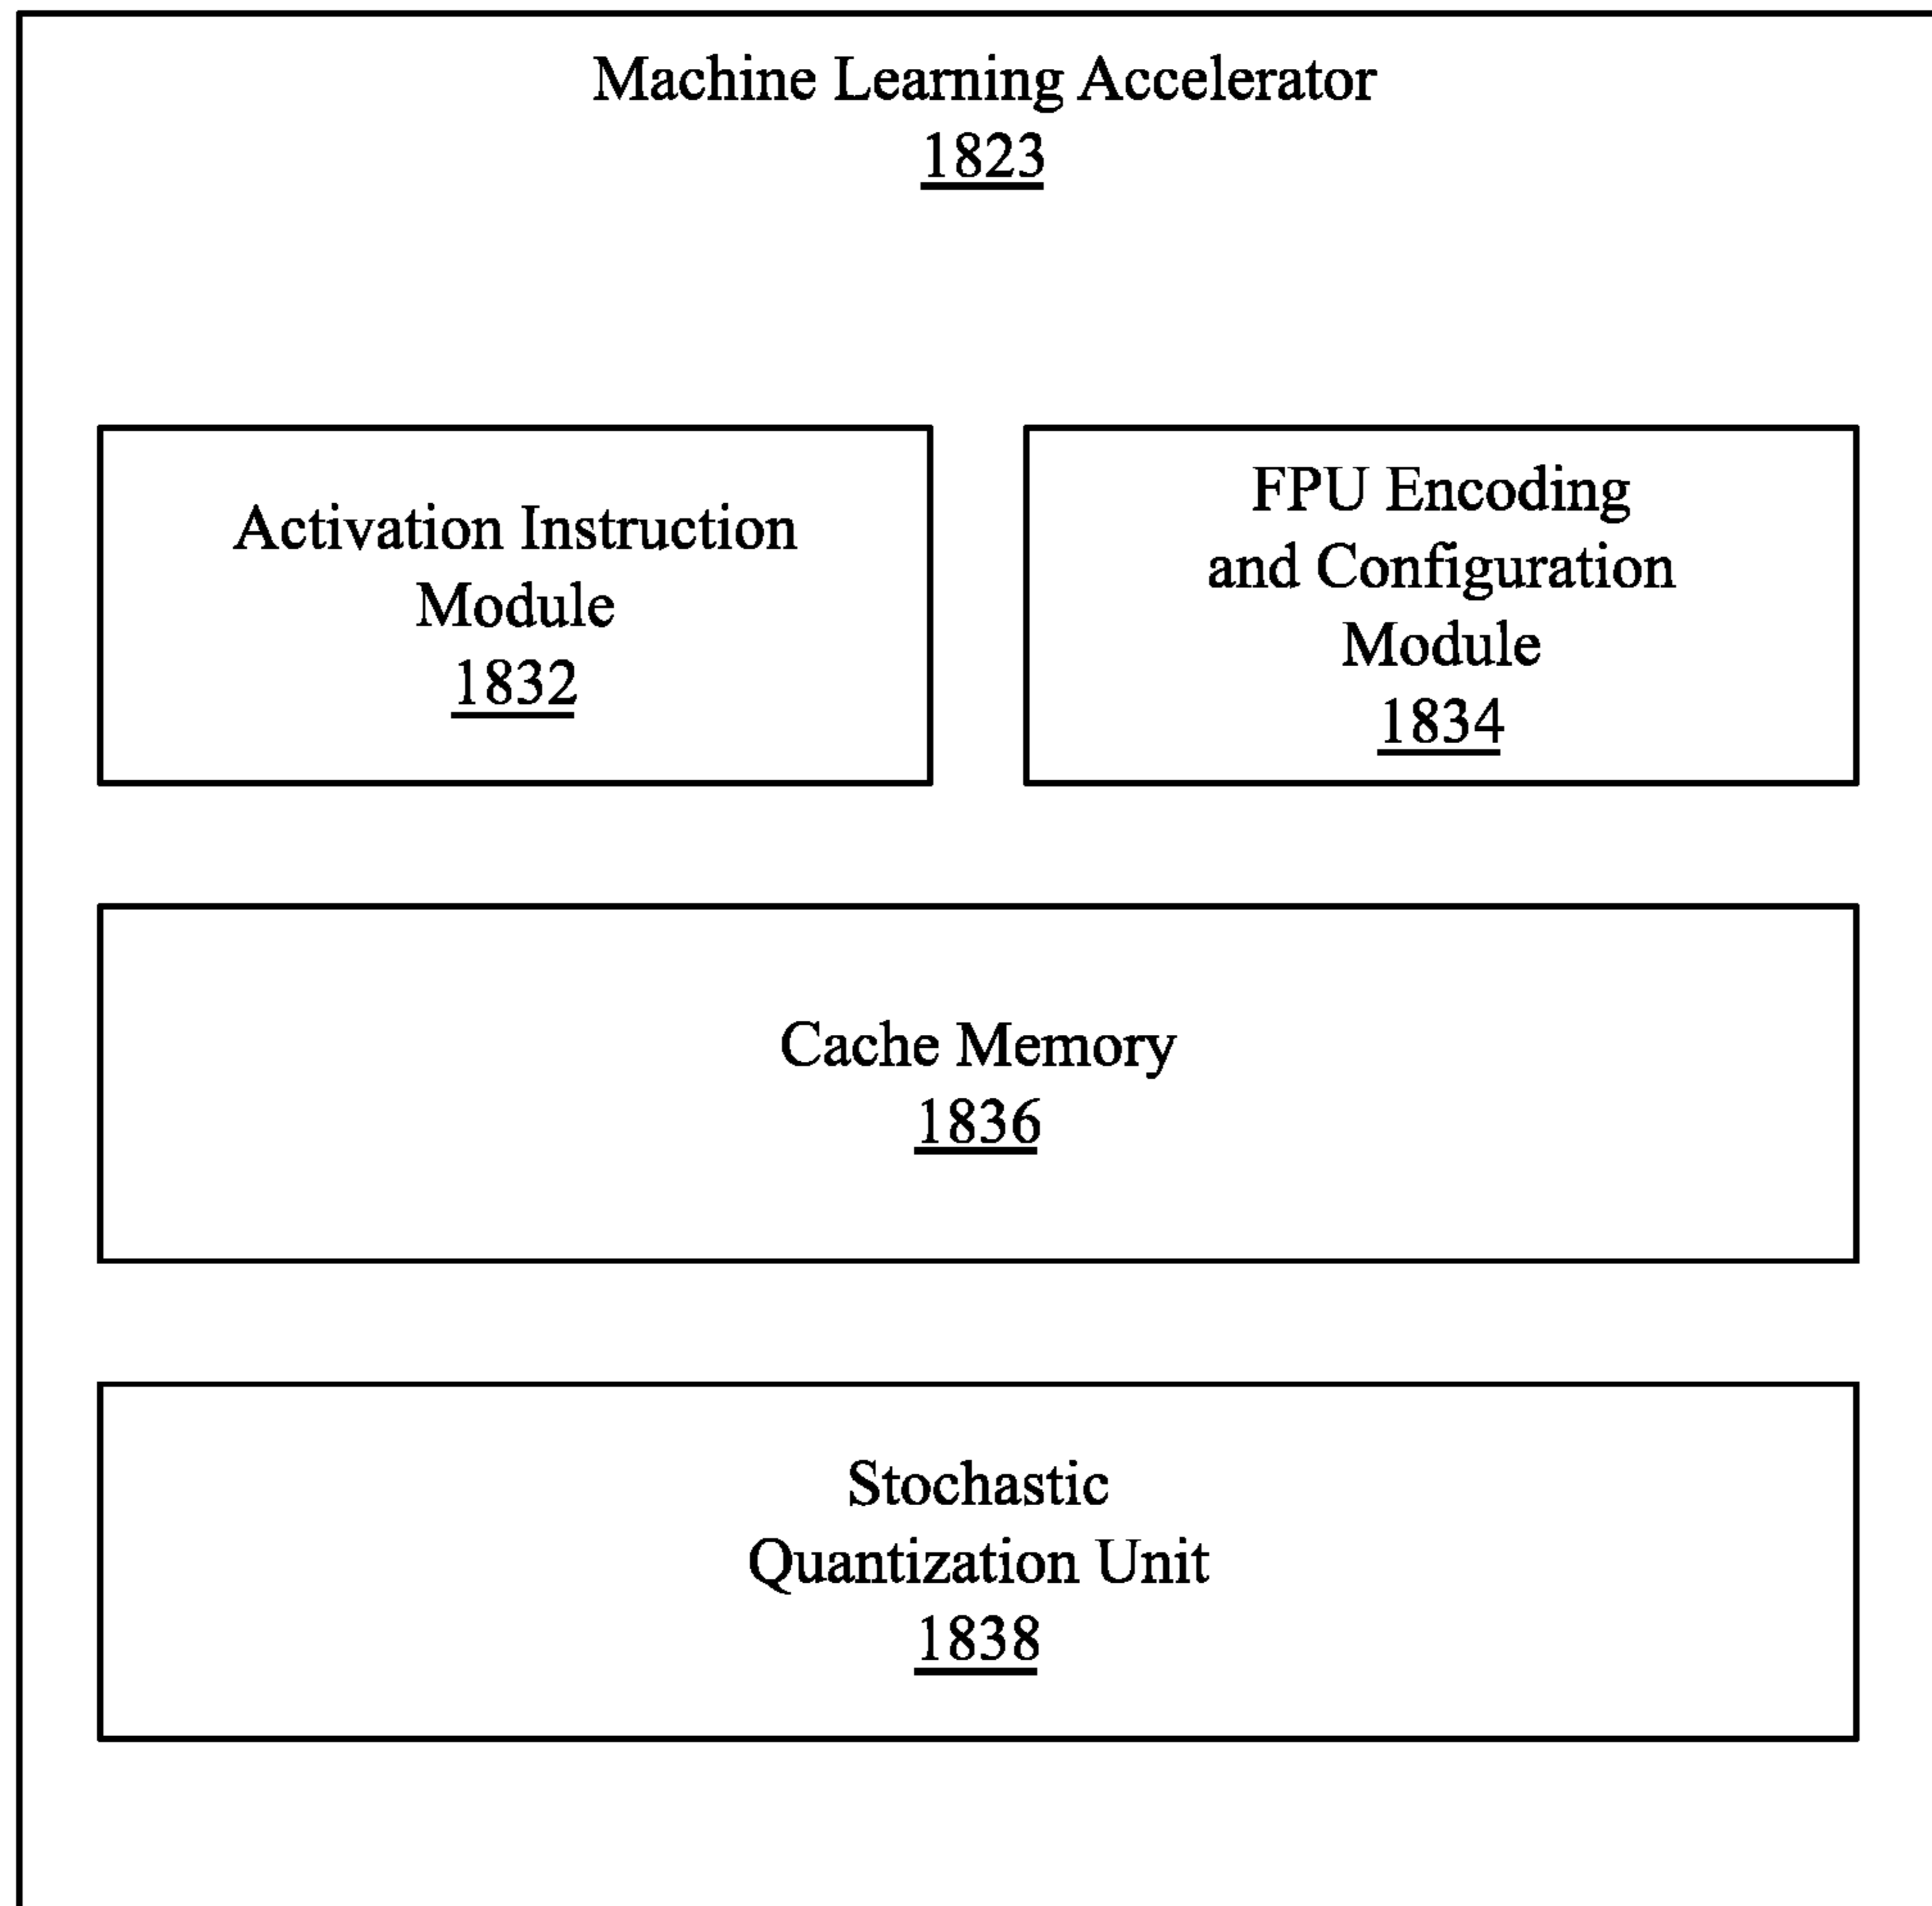 Machine Learning Accelerator
1823
Activation Instruction
Module
1832
FPU Encoding
and Configuration
Module
1834
Cache Memory
1836
Stochastic
Quantization Unit
1838